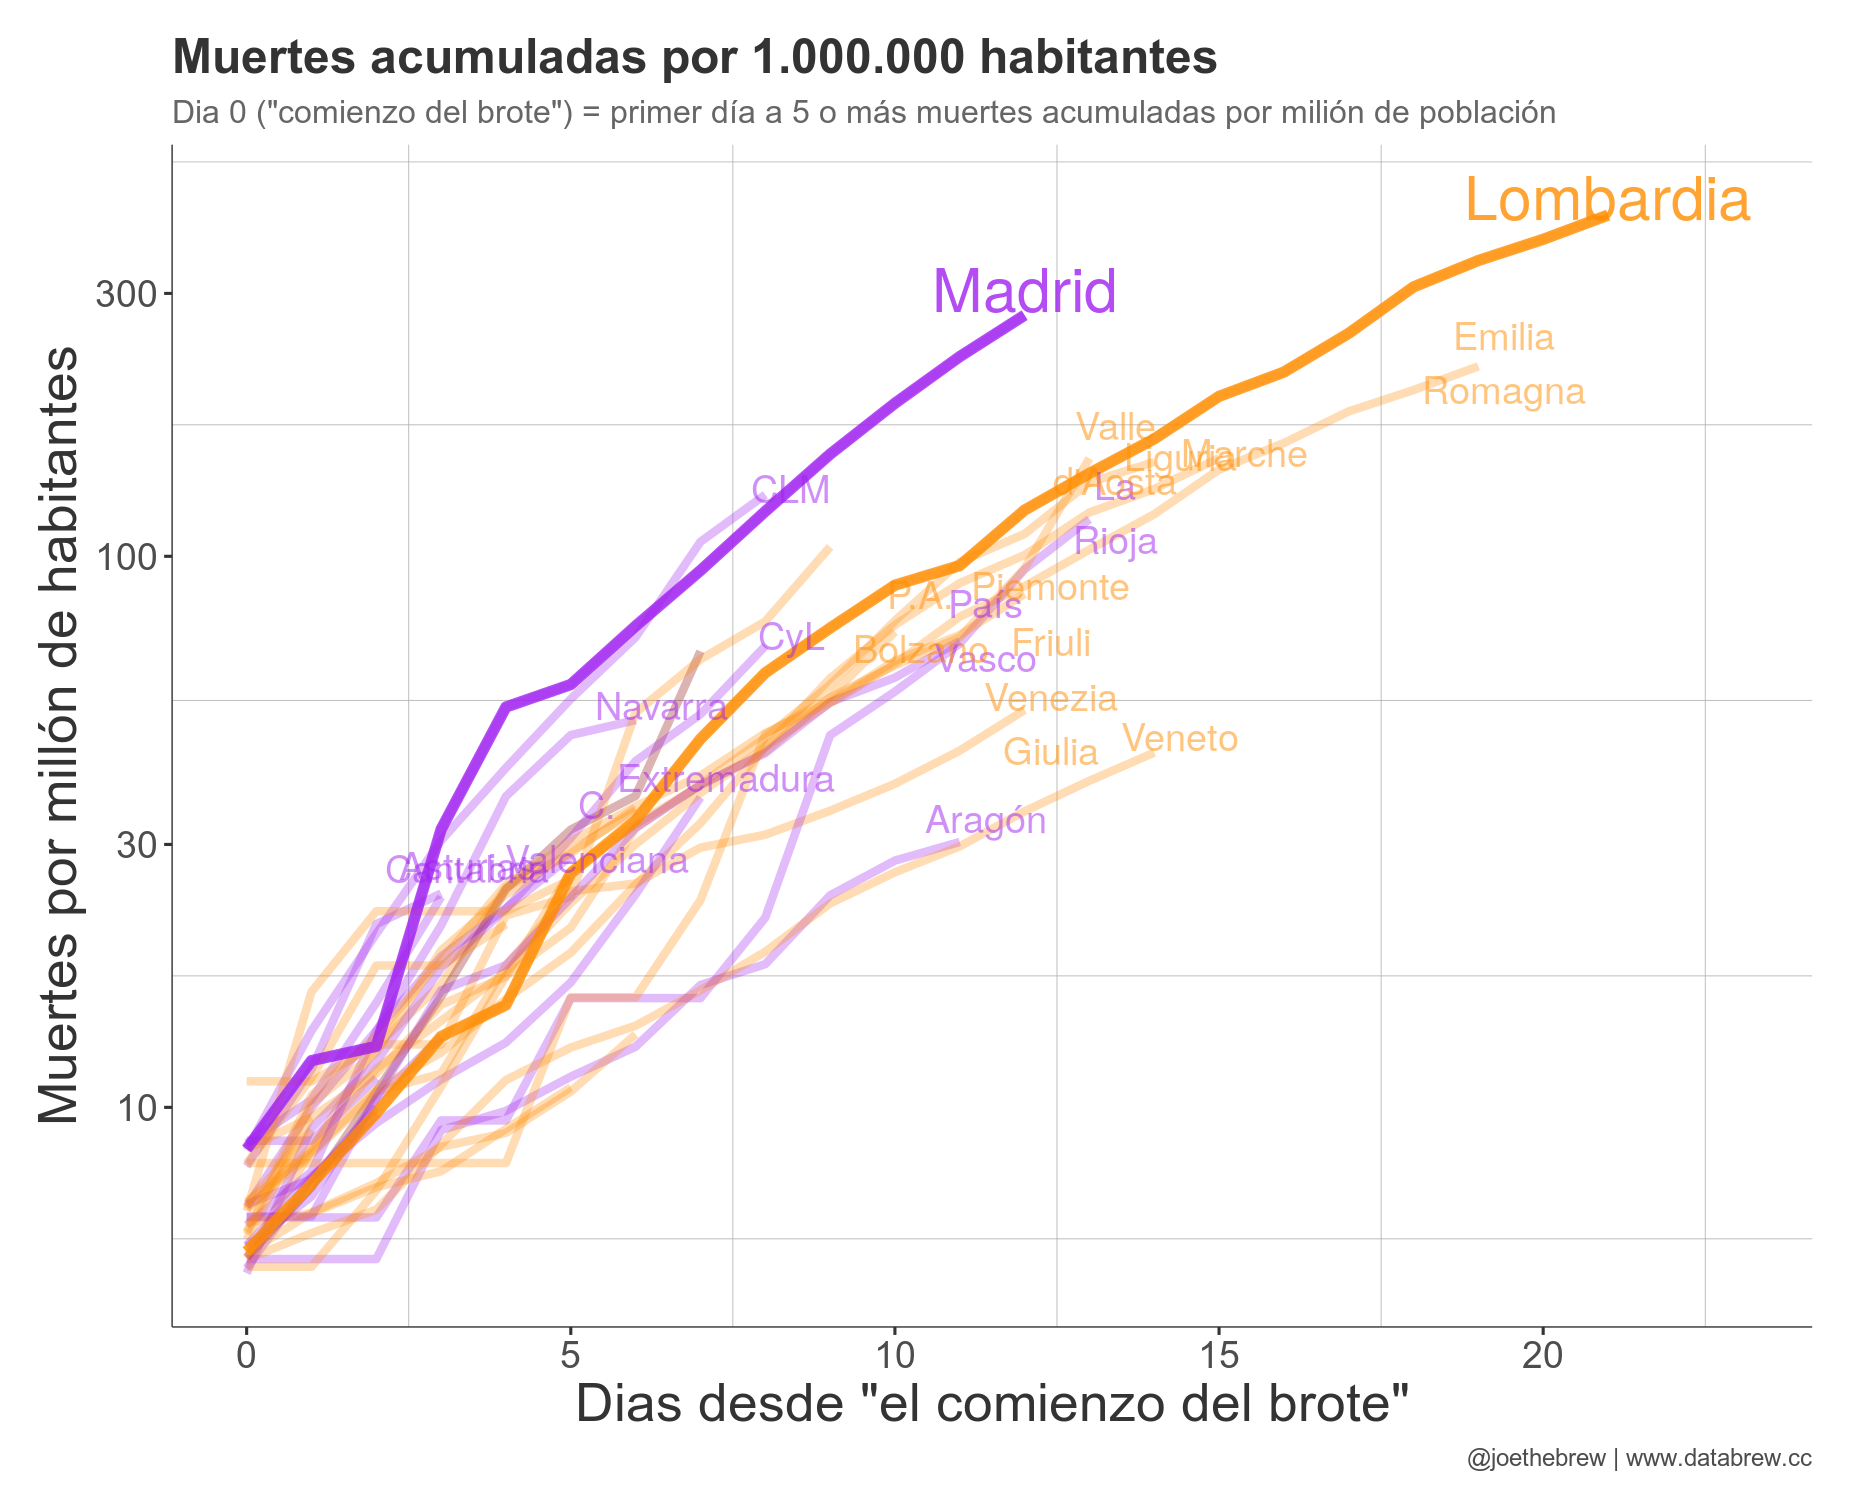 Muertes acumuladas por 1.000.000 habitantes
Dia 0 ("comienzo del brote") = primer día a 5 o más muertes acumuladas por milión de población
Muertes por millón de habitantes
300
100
30
10
Lombardia
Madrid
Emilia
Romagna
Valle
d'Aosta
Liguria
Marche
CLM
La
Rioja
P.A.
Bolzano
Piemonte
País
Vasco
CyL
Friuli
Venezia
Giulia
Navarra
Veneto
Extremadura
C.
Valenciana
Aragón
Asturias
Cantabria
0
5
10
15
20
Dias desde "el comienzo del brote"
@joethebrew | www.databrew.cc